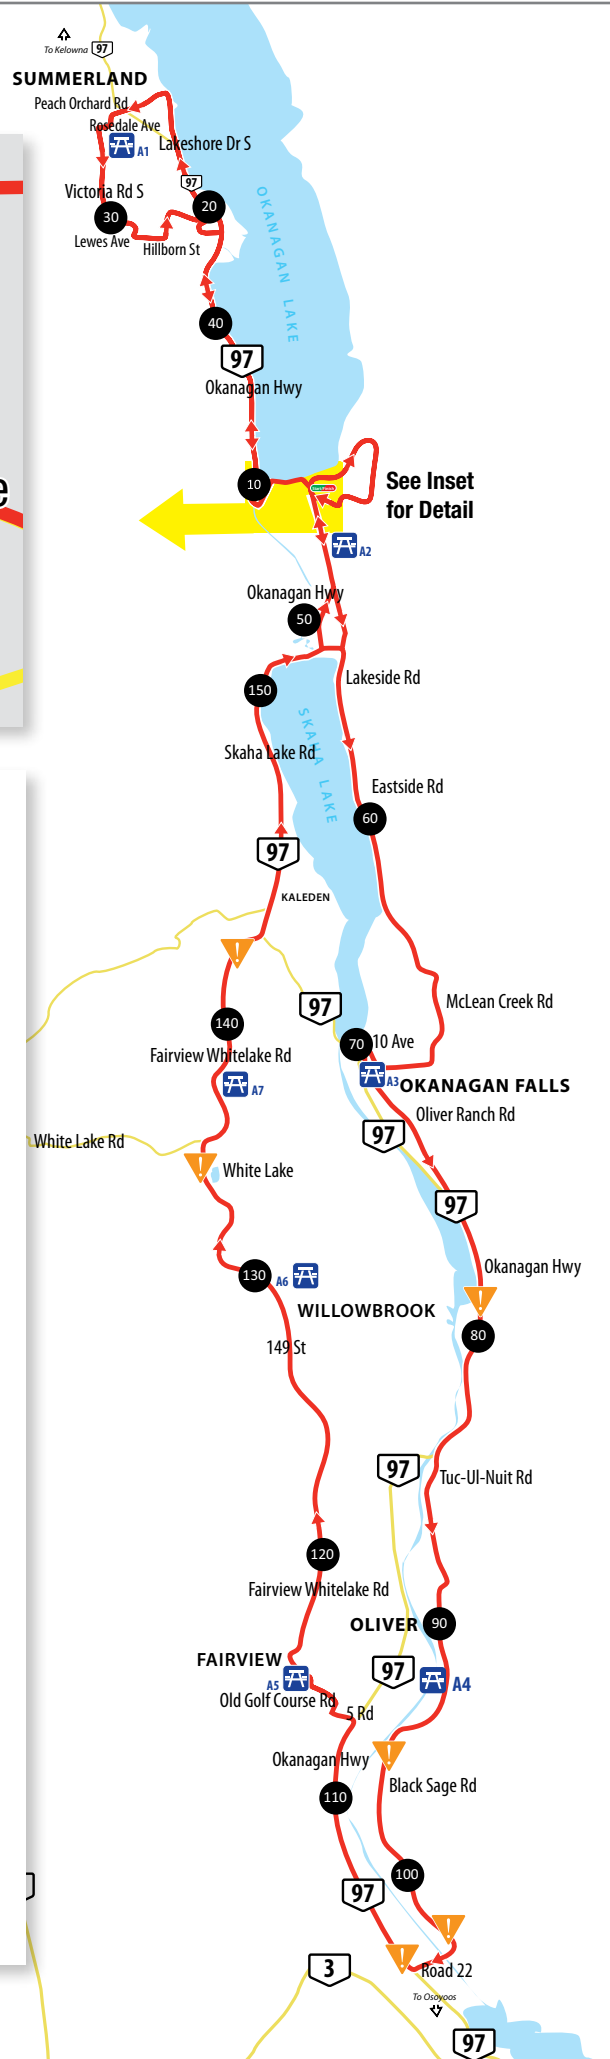 To Kelowna
97
SUMMERLAND
Peach Orchard Rd
Rosedale Ave
A1
Lakeshore Dr S
97
Victoria Rd S
20
30
Lewes Ave
Hillborn St
OKANAGAN LAKE
40
97
Okanagan Hwy
10
See Inset
for Detail
e
A2
Okanagan Hwy
50
Lakeside Rd
150
SKAHA LAKE
Skaha Lake Rd
Eastside Rd
60
97
KALEDEN
97
McLean Creek Rd
140
70
10 Ave
Fairview Whitelake Rd
A7
A3
OKANAGAN FALLS
Oliver Ranch Rd
97
White Lake Rd
White Lake
97
Okanagan Hwy
130
A6
WILLOWBROOK
80
149 St
97
Tuc-Ul-Nuit Rd
120
Fairview Whitelake Rd
OLIVER
90
FAIRVIEW
97
A5
A4
Old Golf Course Rd
5 Rd
Okanagan Hwy
Black Sage Rd
110
100
97
Road 22
3
To Osoyoos
97